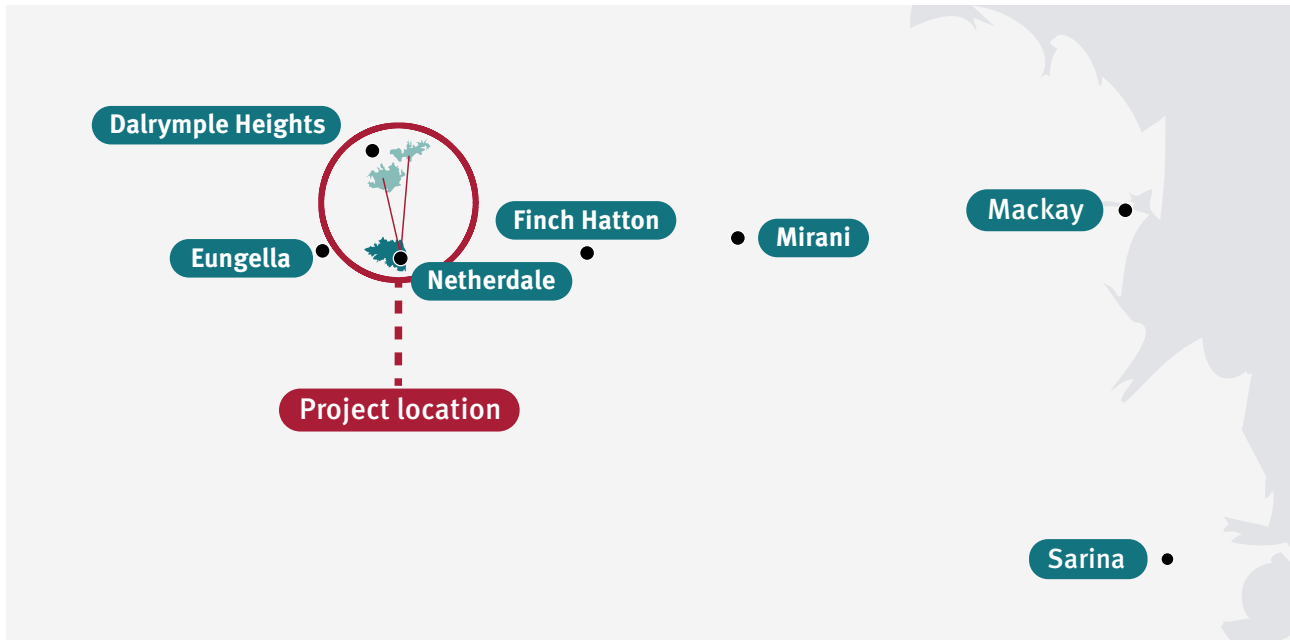 Dalrymple Heights
Mackay
Finch Hatton
Mirani
Eungella
Netherdale
Project location
Sarina